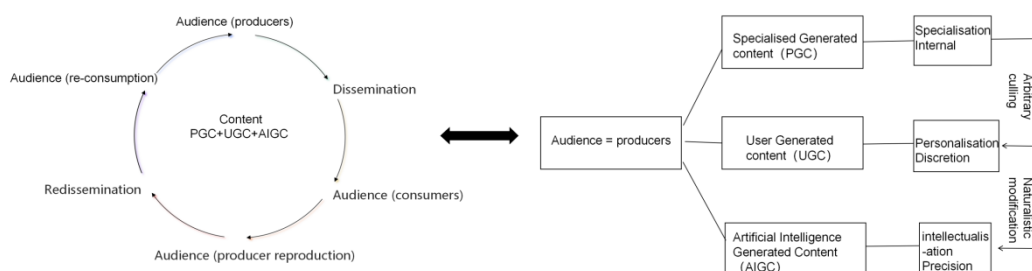 Audience (producers)
Dissemination
Audience (consumers)
Audience (producer reproduction)
Redissemination
Audience (re-consumption)
Content
PGC+UGC+AIGC
Audience = producers
Specialised Generated
content（PGC）
Specialisation
Internal
User Generated
content（UGC）
Personalisation
Discretion
Artificial Intelligence
Generated Content
（AIGC）
intellectualis
-ation
Precision
Arbitrary
culling
Naturalistic
modification